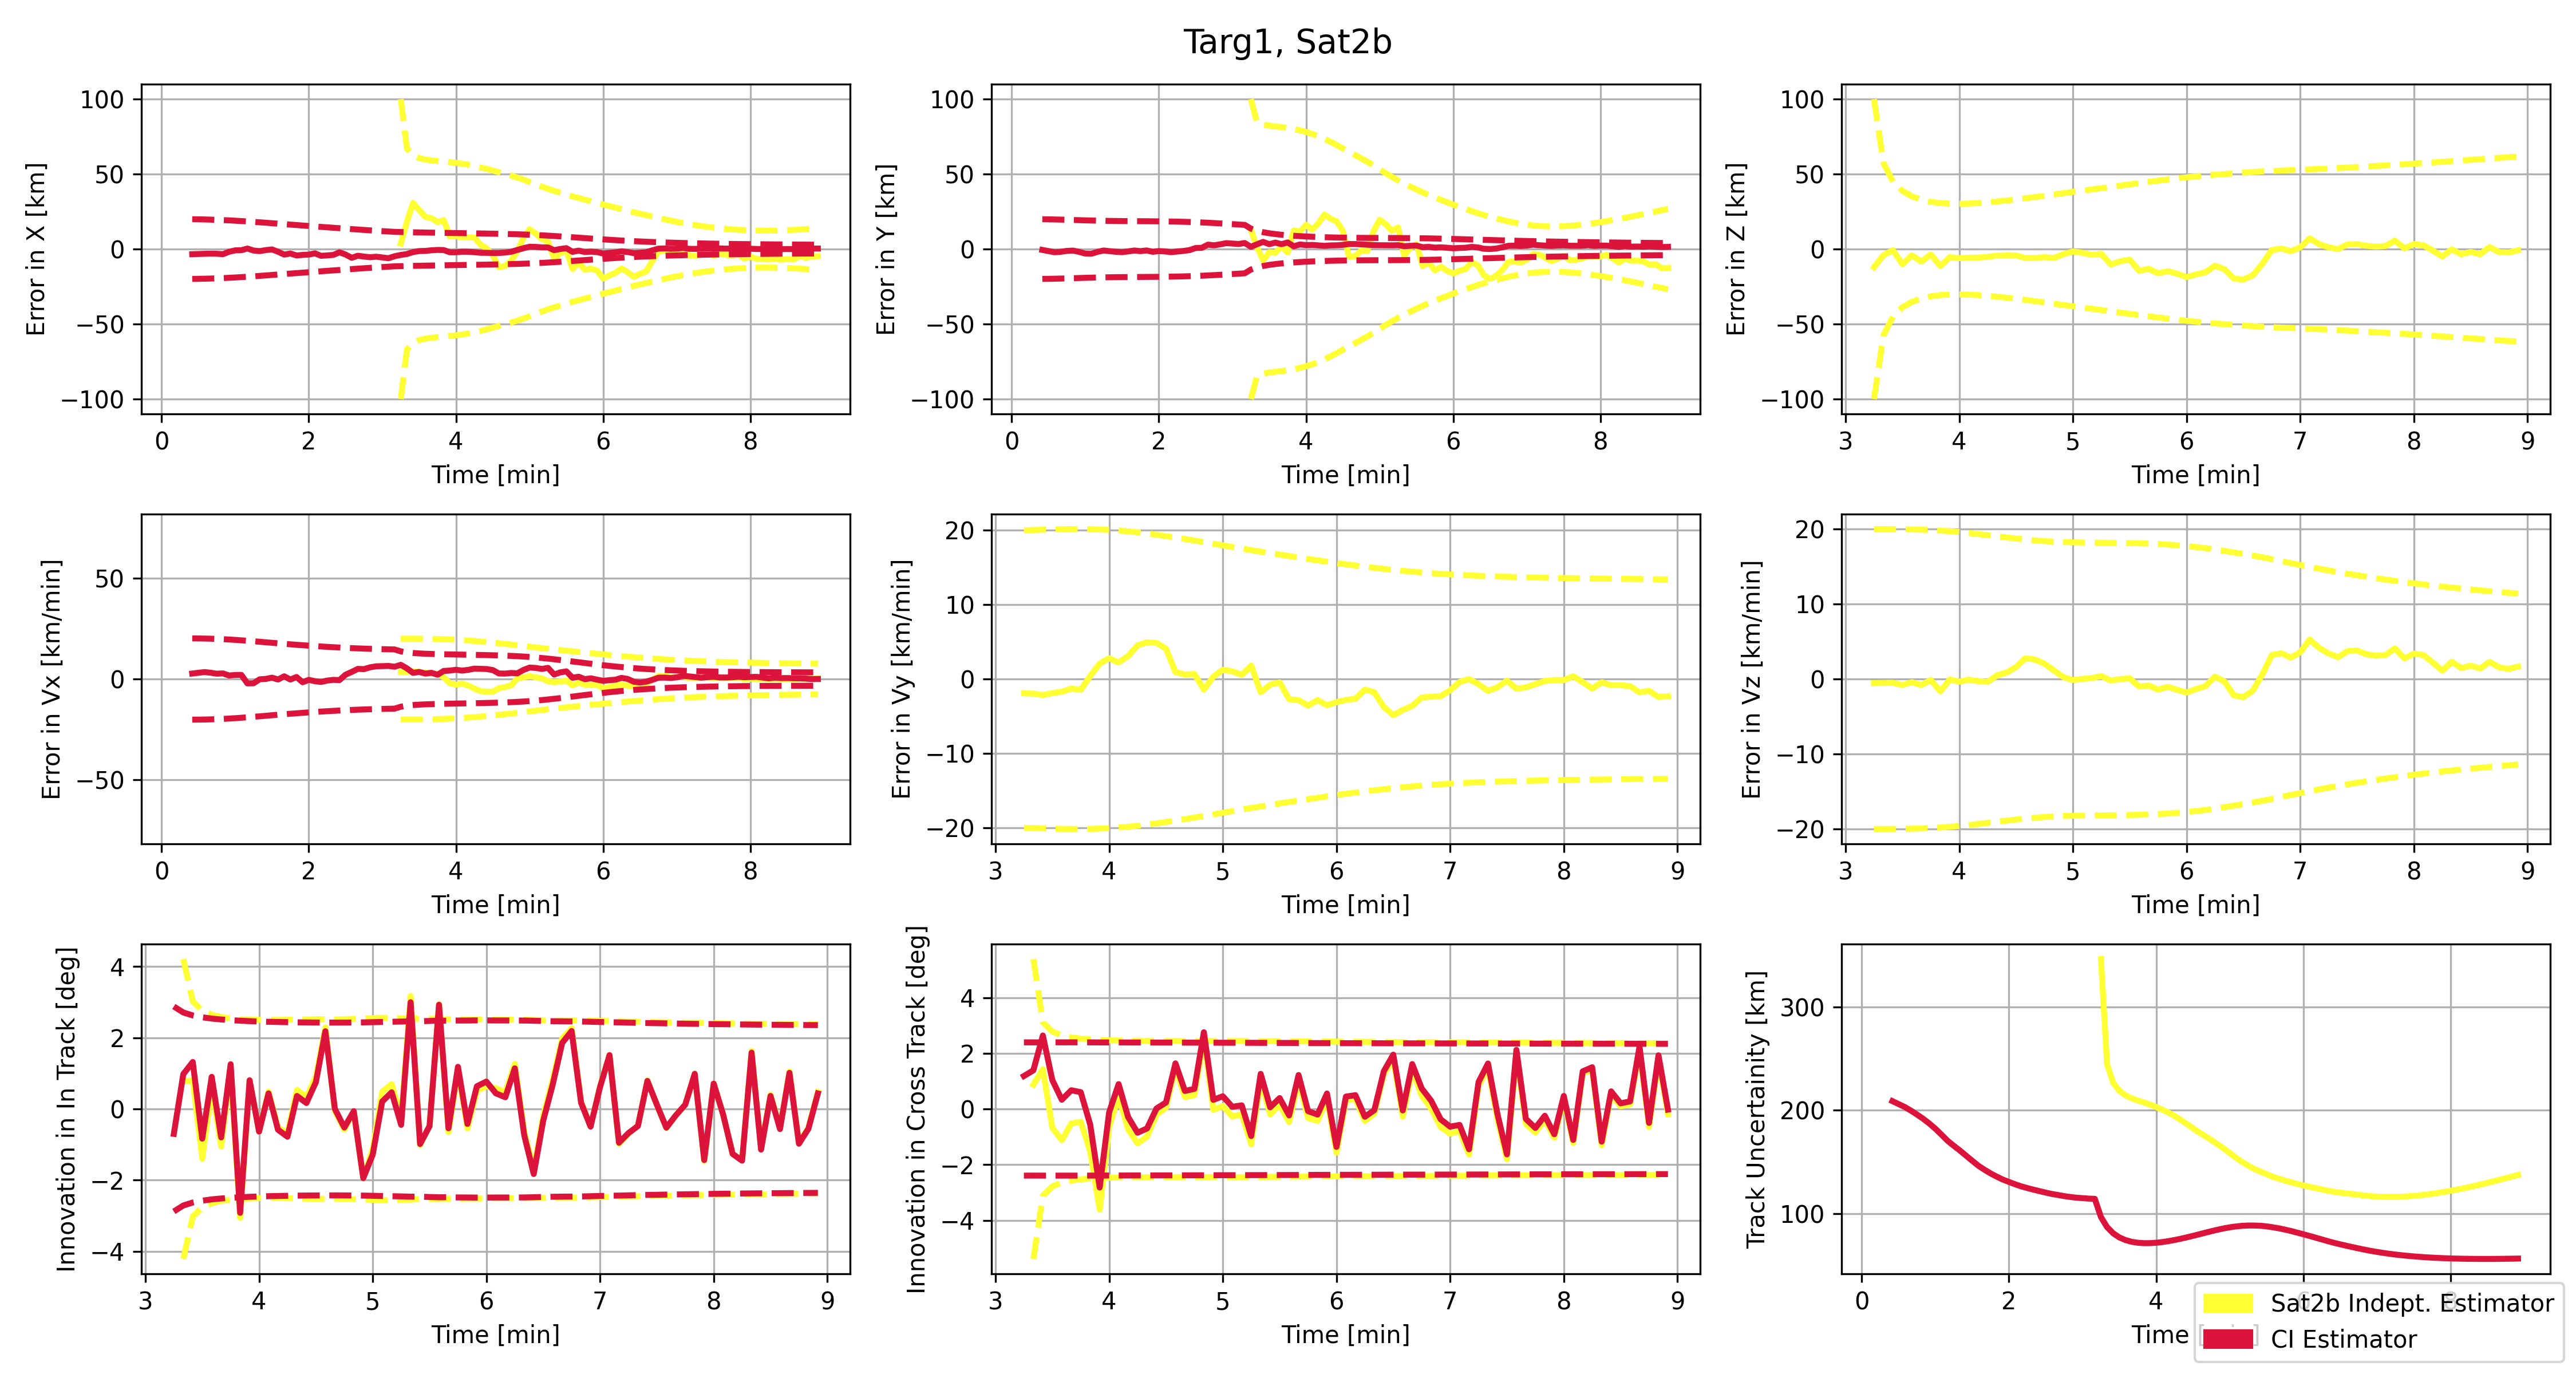 Targ1, Sat2b
Error in X [km]
100
50
0
−50
−100
0 2 4 6 8
Time [min]
Error in Y [km]
100
50
0
−50
−100
0 2 4 6 8
Time [min]
Error in Z [km]
100
50
0
−50
−100
3 4 5 6 7 8 9
Time [min]
Error in Vx [km/min]
50
0
−50
0 2 4 6 8
Time [min]
Error in Vy [km/min]
20
10
0
−10
−20
3 4 5 6 7 8 9
Time [min]
Error in Vz [km/min]
20
10
0
−10
−20
3 4 5 6 7 8 9
Time [min]
Innovation in In Track [deg]
4
2
0
−2
−4
3 4 5 6 7 8 9
Time [min]
Innovation in Cross Track [deg]
4
2
0
−2
−4
3 4 5 6 7 8 9
Time [min]
Track Uncertainity [km]
300
200
100
0 2 4
Time
Sat2b Indept. Estimator
CI Estimator